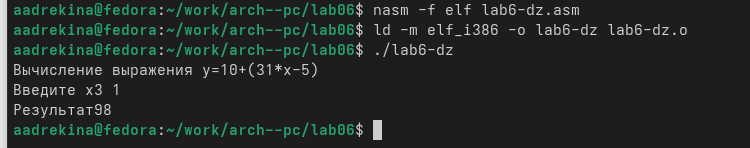 aadrekina@fedora:~/work/arch--pc/lab06$ nasm -f elf lab6-dz.asm
aadrekina@fedora:~/work/arch--pc/lab06$ ld -m elf_i386 -o lab6-dz lab6-dz.o
aadrekina@fedora:~/work/arch--pc/lab06$ ./lab6-dz
Вычисление выражения y=10+(31*x-5)
Введите x3 1
Результат98
aadrekina@fedora:~/work/arch--pc/lab06$